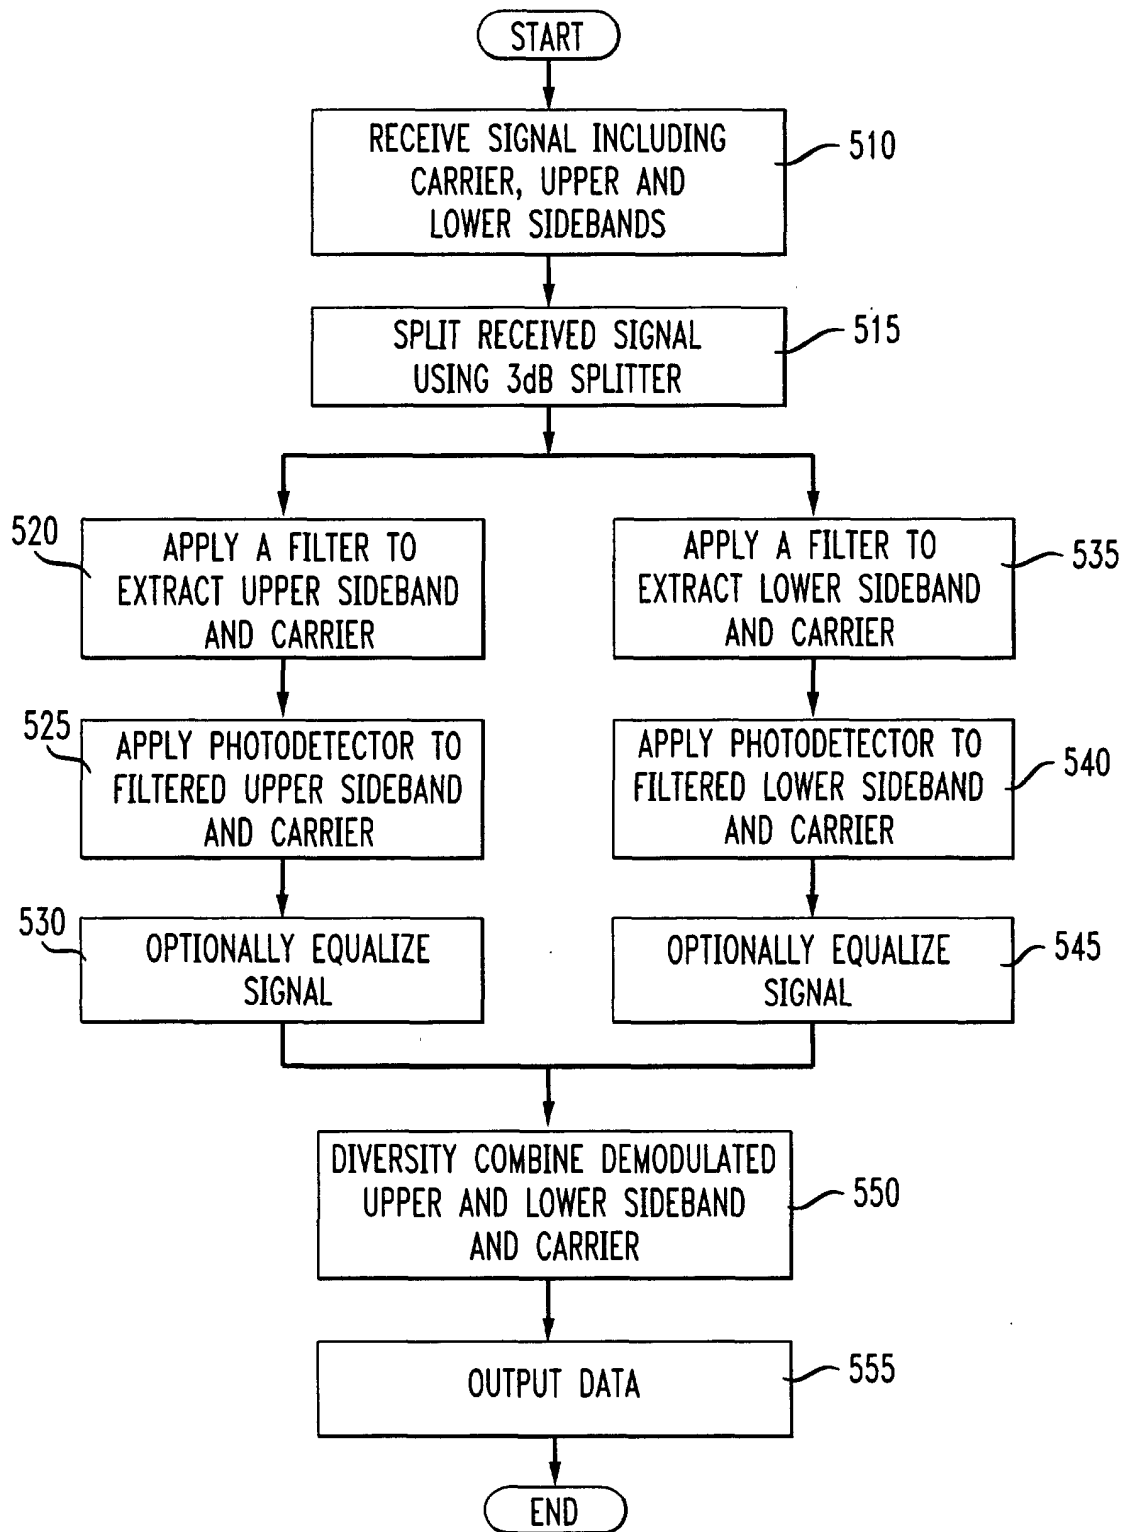 START
RECEIVE SIGNAL INCLUDING
CARRIER, UPPER AND
LOWER SIDEBANDS
510
SPLIT RECEIVED SIGNAL
USING 3dB SPLITTER
515
520
APPLY A FILTER TO
EXTRACT UPPER SIDEBAND
AND CARRIER
APPLY A FILTER TO
EXTRACT LOWER SIDEBAND
AND CARRIER
535
525
APPLY PHOTODETECTOR TO
FILTERED UPPER SIDEBAND
AND CARRIER
APPLY PHOTODETECTOR TO
FILTERED LOWER SIDEBAND
AND CARRIER
540
530
OPTIONALLY EQUALIZE
SIGNAL
OPTIONALLY EQUALIZE
SIGNAL
545
DIVERSITY COMBINE DEMODULATED
UPPER AND LOWER SIDEBAND
AND CARRIER
550
OUTPUT DATA
555
END